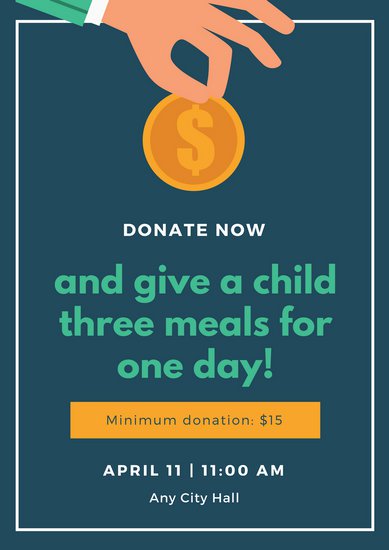 $
DONATE NOW
and give a child
three meals for
one day!
Minimum donation: $15
APRIL 11 | 11:00 AM
Any City Hall